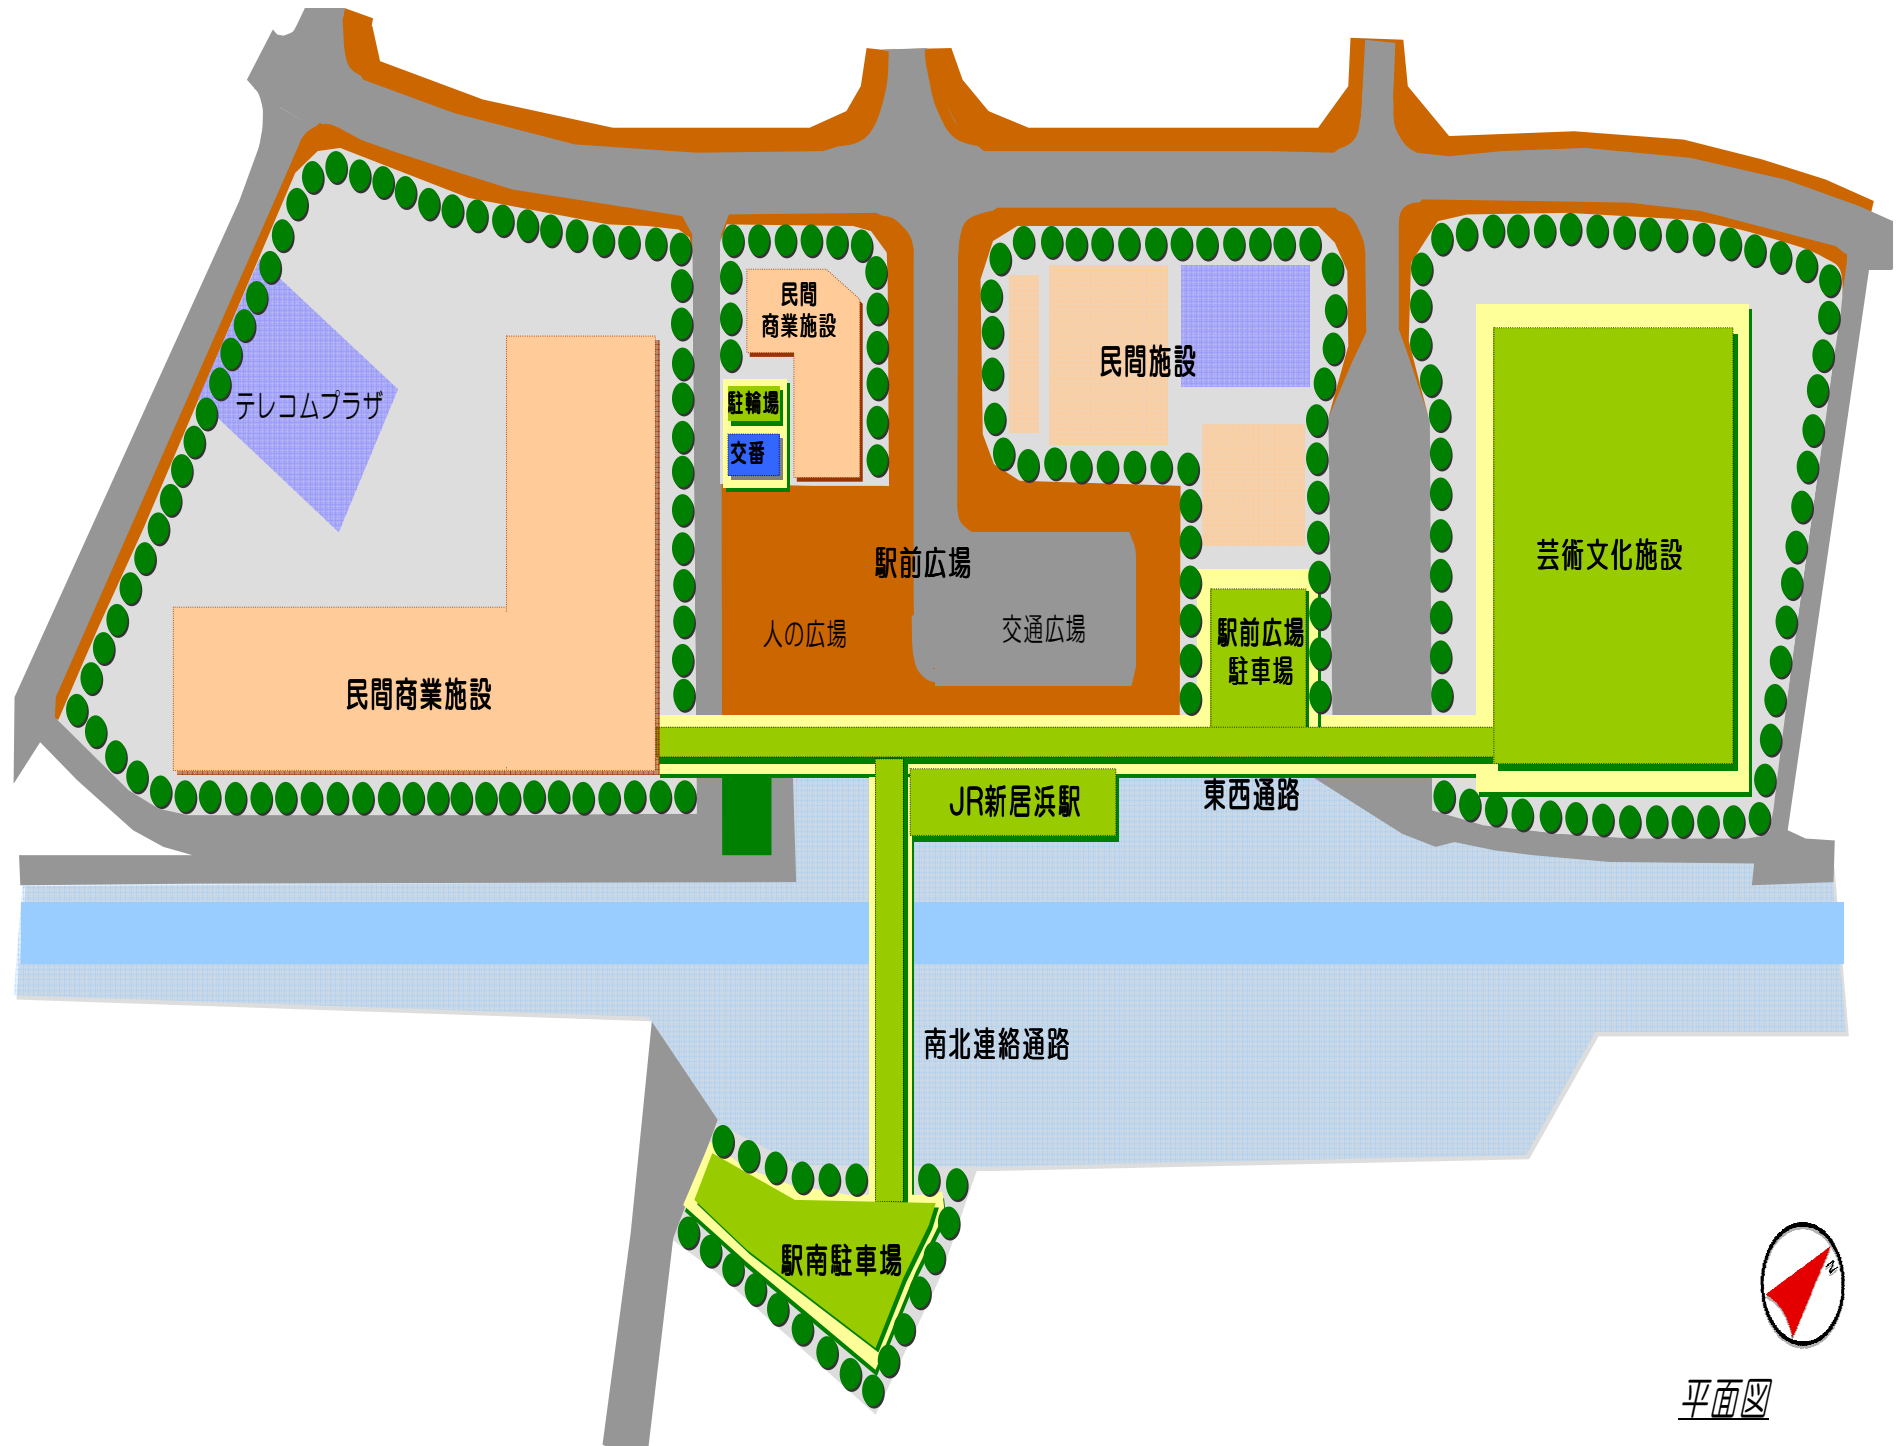 民間
商業施設
民間施設
テレコムプラザ
駐輪場
交番
駅前広場
芸術文化施設
人の広場
交通広場
駅前広場
駐車場
民間商業施設
JR新居浜駅
東西通路
南北連絡通路
駅南駐車場
N
平面図